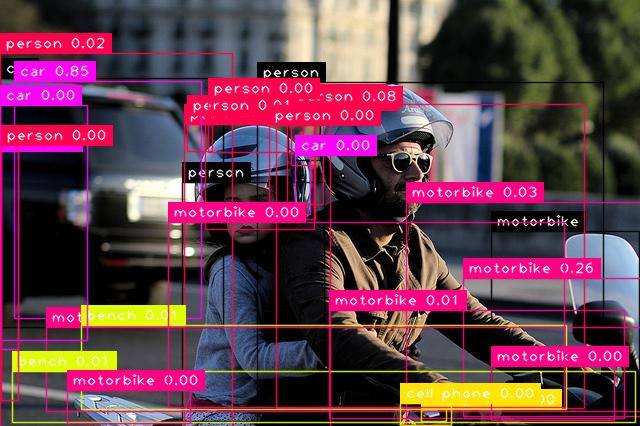 person 0.02
car 0.85
person
person 0.00
car 0.00
person 0.01
person 0.08
person 0.00
person 0.00
car 0.00
person
motorbike 0.03
motorbike 0.00
motorbike
motorbike 0.26
motorbike 0.01
bench 0.01
motorbike 0.00
bench 0.01
motorbike 0.00
cell phone 0.00